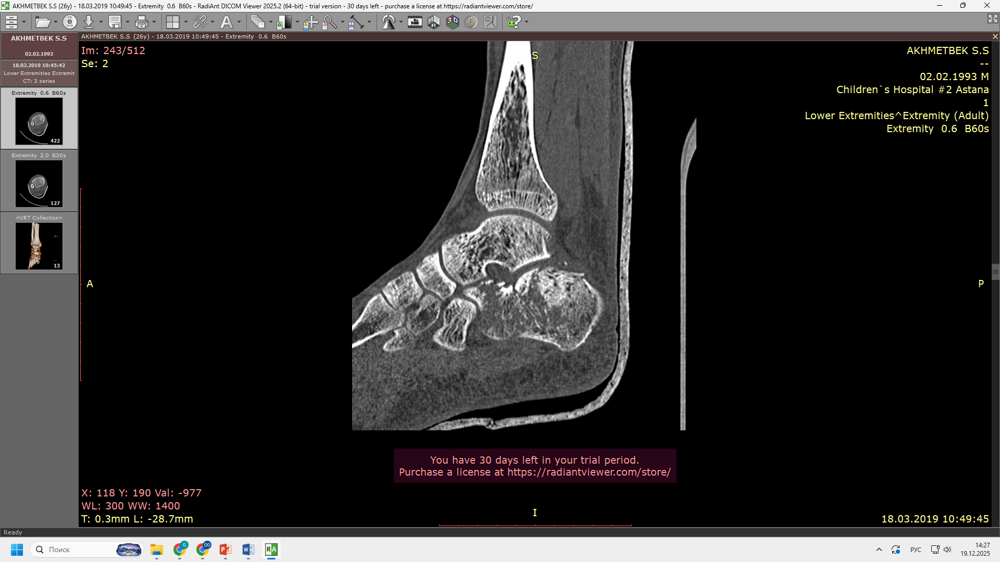 AKHMETBEK S.S (26y) - 18.03.2019 10:49:45 - Extremity  0.6  B60s - RadiAnt DICOM Viewer 2025.2 (64-bit) - trial version - 30 days left - purchase a license at https://radiantviewer.com/store/
AKHMETBEK S.S
02.02.1993
18.03.2019 10:45:42
Lower Extremities Extremit
CT: 3 series
Extremity  0.6  B60s
422
Extremity  2.0  B30s
127
<VRT Collection>
13
AKHMETBEK S.S (26y) - 18.03.2019 10:49:45 - Extremity  0.6  B60s
Im: 243/512
Se: 2
S
AKHMETBEK S.S
--
02.02.1993 M
Children`s Hospital #2 Astana
1
Lower Extremities^Extremity (Adult)
Extremity  0.6  B60s
A
P
You have 30 days left in your trial period.
Purchase a license at https://radiantviewer.com/store/
X: 118 Y: 190 Val: -977
WL: 300 WW: 1400
T: 0.3mm L: -28.7mm
I
18.03.2019 10:49:45
Ready
Поиск
РУС
14:27
19.12.2025